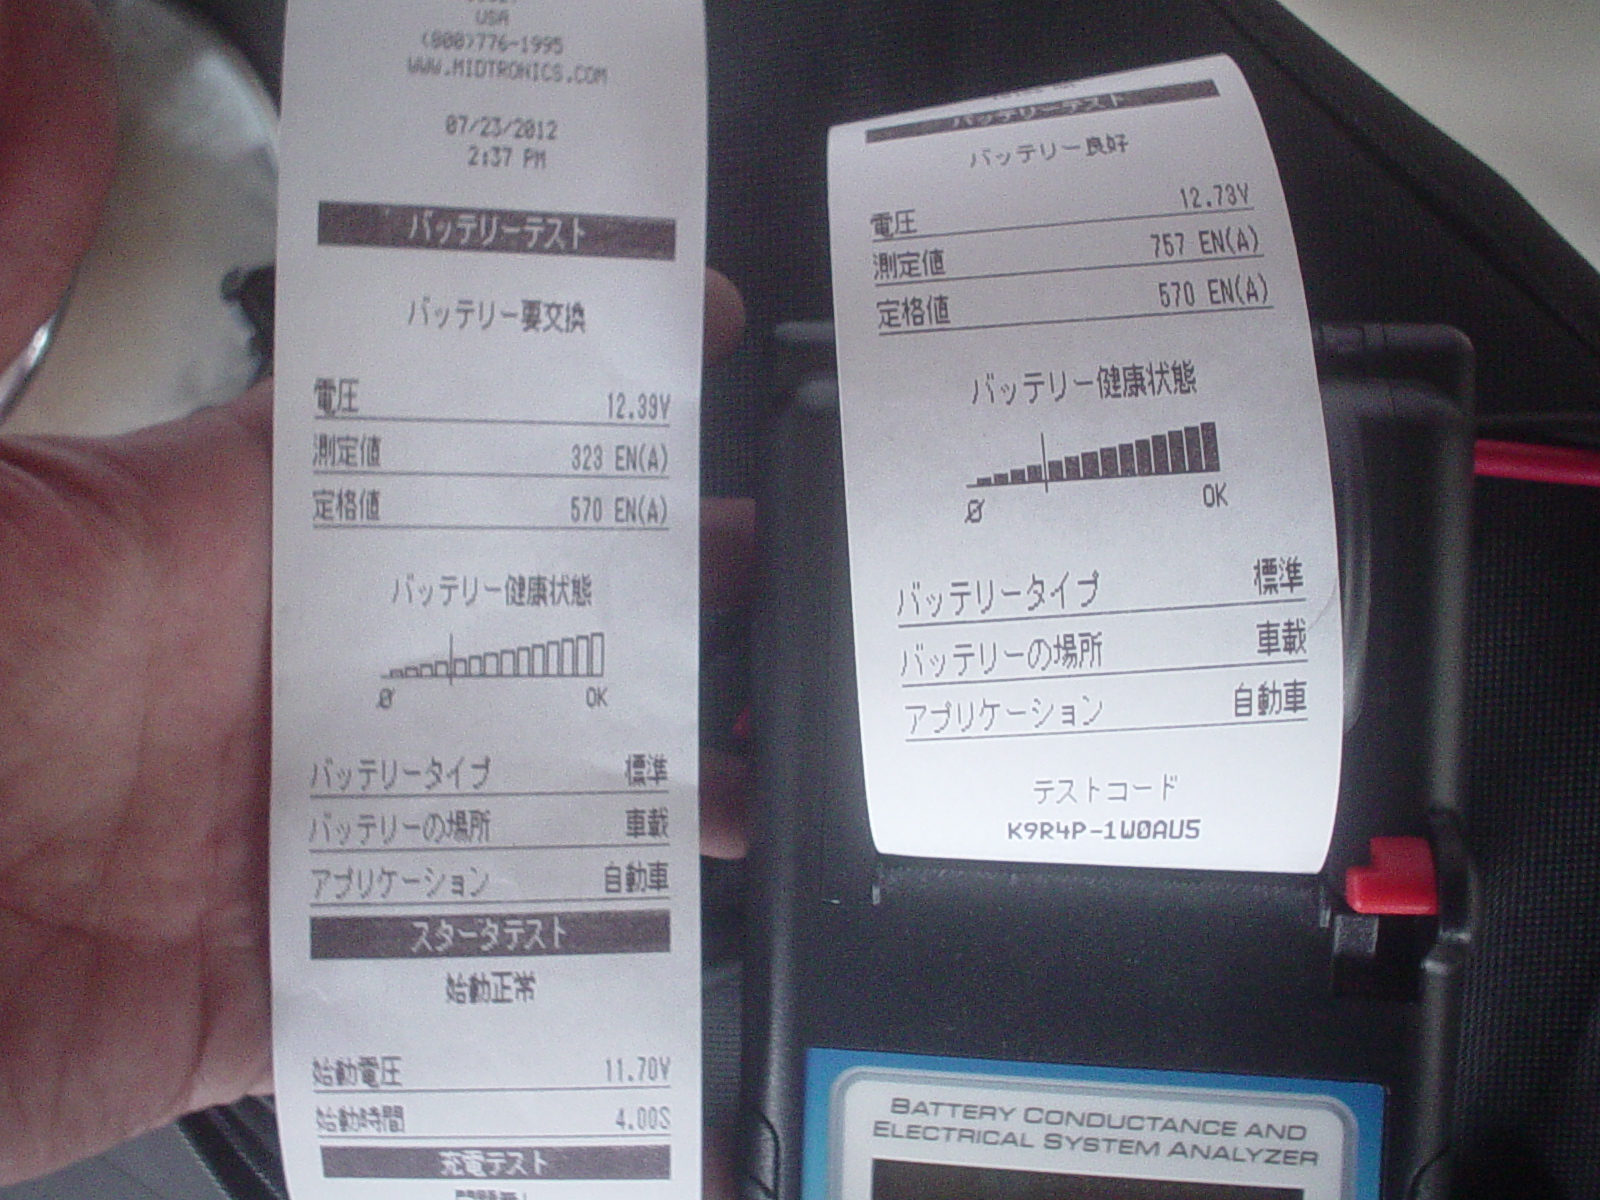 USA
(800)776-1995
WWW.MIDTRONICS.COM
07/23/2012
2:37 PM
バッテリーテスト
バッテリー要交換
電圧 12.39V
測定値 323 EN(A)
定格値 570 EN(A)
バッテリー健康状態
0 OK
バッテリータイプ 標準
バッテリーの場所 車載
アプリケーション 自動車
スタータテスト
始動正常
始動電圧 11.70V
始動時間 4.00S
充電テスト
バッテリーテスト
バッテリー良好
電圧 12.73V
測定値 757 EN(A)
定格値 570 EN(A)
バッテリー健康状態
0 OK
バッテリータイプ 標準
バッテリーの場所 車載
アプリケーション 自動車
テストコード
K9R4P-1W0AU5
BATTERY CONDUCTANCE AND
ELECTRICAL SYSTEM ANALYZER